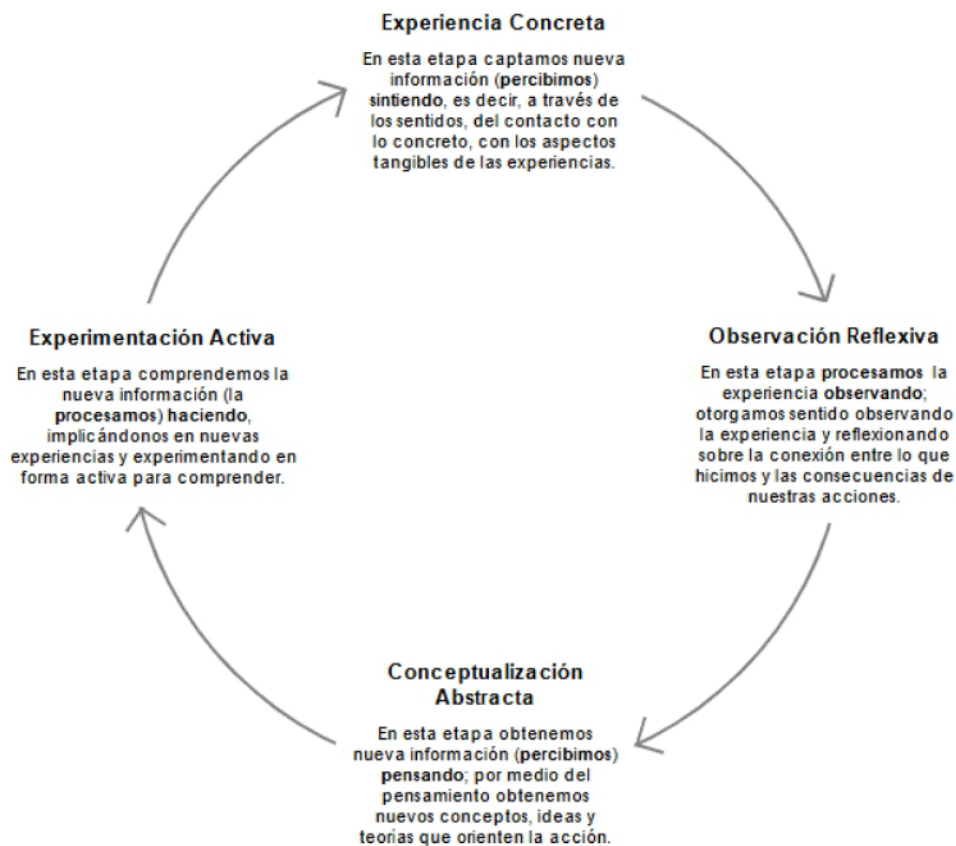 Experiencia Concreta
En esta etapa captamos nueva
información (percibimos)
sintiendo, es decir, a través de
los sentidos, del contacto con
lo concreto, con los aspectos
tangibles de las experiencias.
Observación Reflexiva
En esta etapa procesamos la
experiencia observando;
otorgamos sentido observando
la experiencia y reflexionando
sobre la conexión entre lo que
hicimos y las consecuencias de
nuestras acciones.
Conceptualización
Abstracta
En esta etapa obtenemos
nueva información (percibimos)
pensando; por medio del
pensamiento obtenemos
nuevos conceptos, ideas y
teorías que orienten la acción.
Experimentación Activa
En esta etapa comprendemos la
nueva información (la
procesamos) haciendo,
implicándonos en nuevas
experiencias y experimentando en
forma activa para comprender.